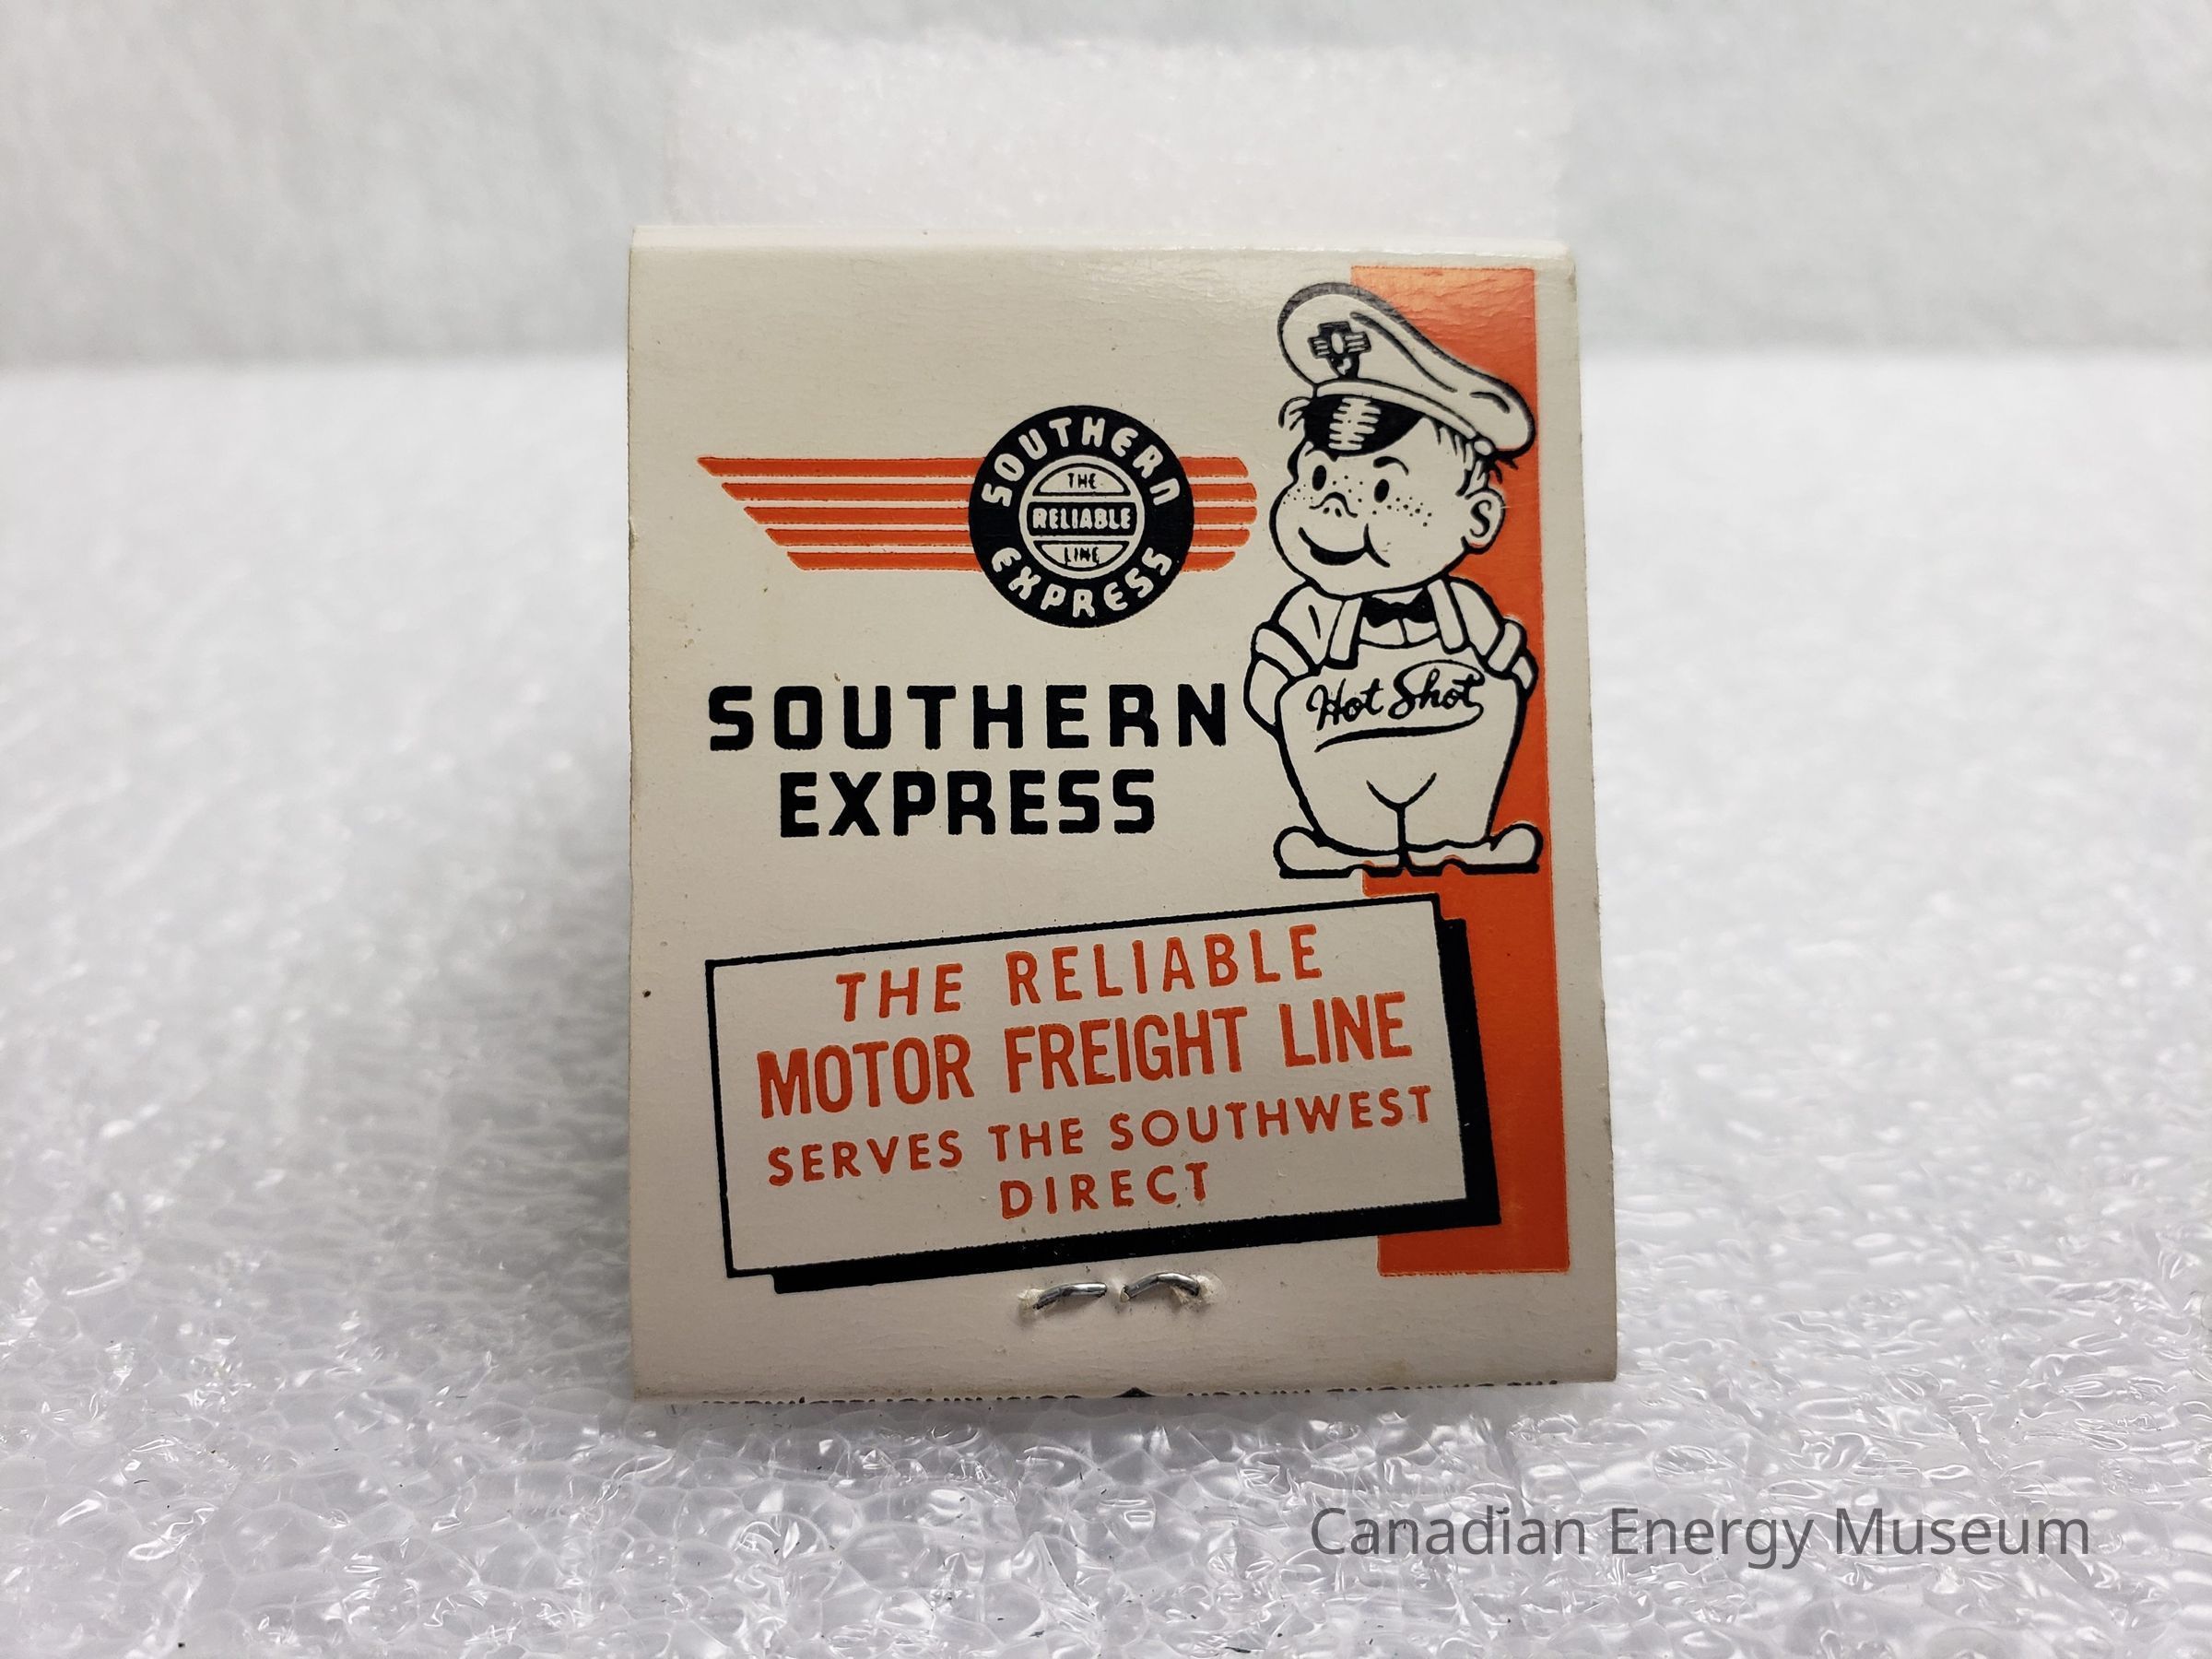 SOUTHERN
THE
RELIABLE
LINE
EXPRESS
Hot Shot
SOUTHERN
EXPRESS
THE RELIABLE
MOTOR FREIGHT LINE
SERVES THE SOUTHWEST
DIRECT
Canadian Energy Museum